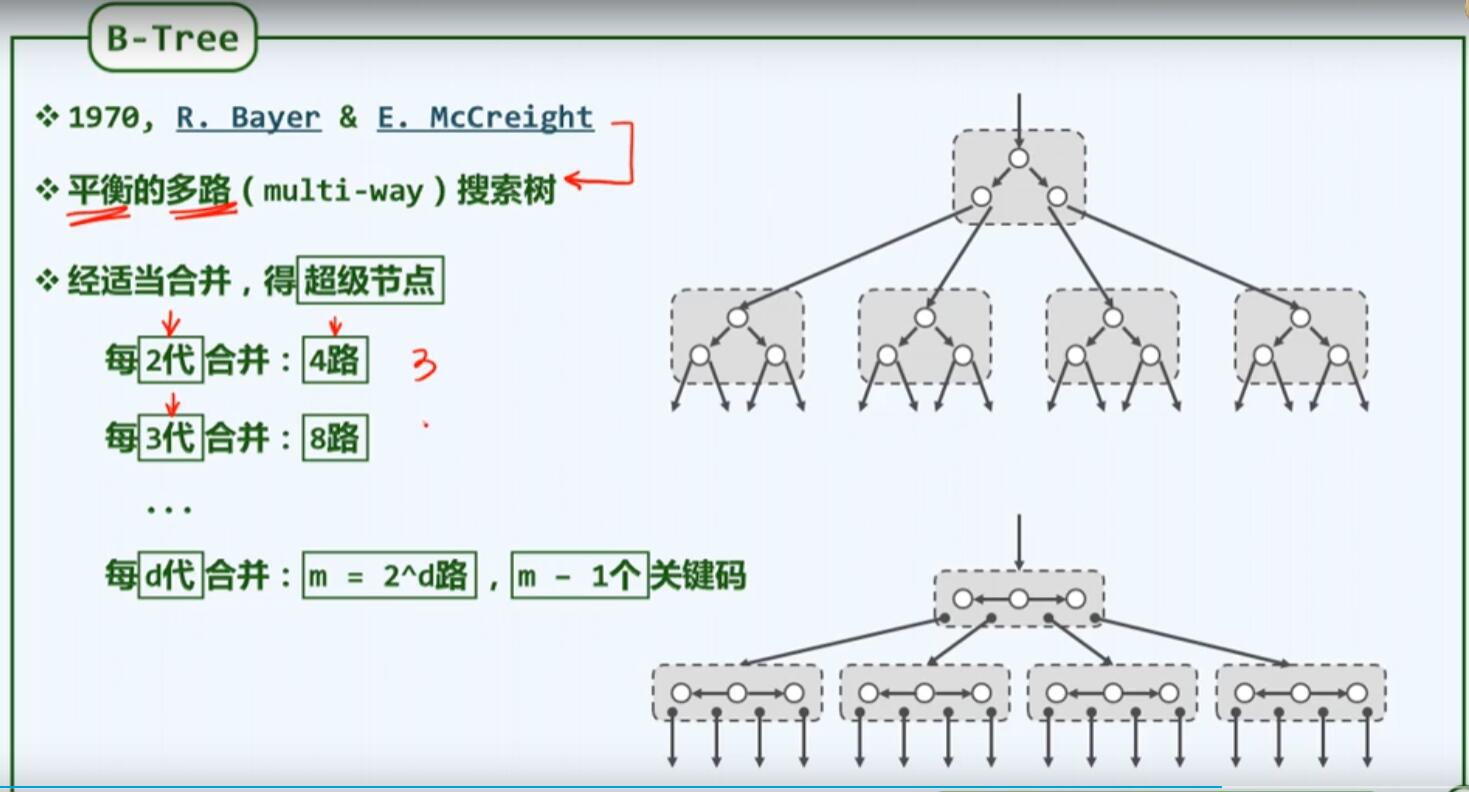 B-Tree
❖ 1970, R. Bayer & E. McCreight
❖ 平衡的多路(multi-way)搜索树
❖ 经适当合并,得超级节点
每2代合并:4路 3
每3代合并:8路
...
每d代合并:m = 2^d路,m - 1个关键码